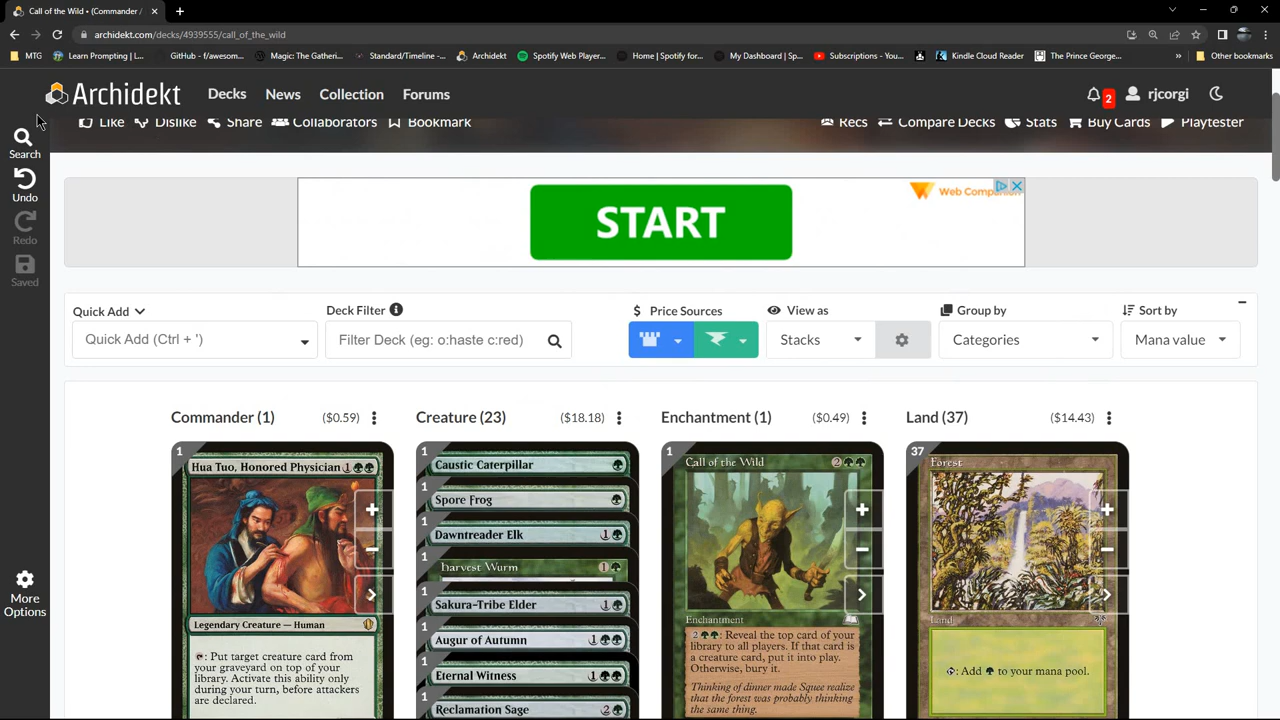 Call of the Wild • (Commander /
archidekt.com/decks/4939555/call_of_the_wild
MTG
Learn Prompting | L...
GitHub - f/awesom...
Magic: The Gatheri...
Standard/Timeline -...
Archidekt
Spotify Web Player...
Home | Spotify for...
My Dashboard | Sp...
Subscriptions - You...
Kindle Cloud Reader
The Prince George...
»
Other bookmarks
Archidekt
Decks
News
Collection
Forums
2
rjcorgi
Like
Dislike
Share
Collaborators
Bookmark
Recs
Compare Decks
Stats
Buy Cards
Playtester
Search
Undo
Redo
Saved
More
Options
START
Quick Add
Deck Filter
$ Price Sources
View as
Group by
Sort by
Quick Add (Ctrl + ')
Filter Deck (eg: o:haste c:red)
Stacks
Categories
Mana value
Commander (1)
($0.59)
Creature (23)
($18.18)
Enchantment (1)
($0.49)
Land (37)
($14.43)
1
Hua Tuo, Honored Physician 1
Legendary Creature — Human
: Put target creature card from
your graveyard on top of your
library. Activate this ability only
during your turn, before attackers
are declared.
1
Caustic Caterpillar
1
Spore Frog
1
Dawntreader Elk 1
1
Harvest Wurm 1
1
Sakura-Tribe Elder 1
1
Augur of Autumn 1
1
Eternal Witness 1
1
Reclamation Sage 2
1
Call of the Wild 2
Enchantment
2: Reveal the top card of your
library to all players. If that card
is a creature card, put it into play.
Otherwise, bury it.
Thinking of dinner made Squee realize
that the forest was probably thinking
the same thing.
37
Forest
Land
: Add to your mana pool.